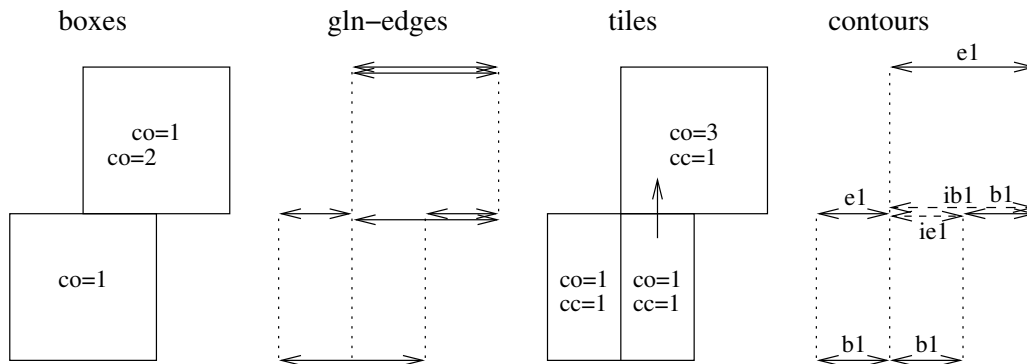 boxes gln−edges tiles contours
e1
co=1 co=3
co=2 cc=1
ib1 b1
e1
ie1
co=1 co=1 co=1
cc=1 cc=1
b1 b1